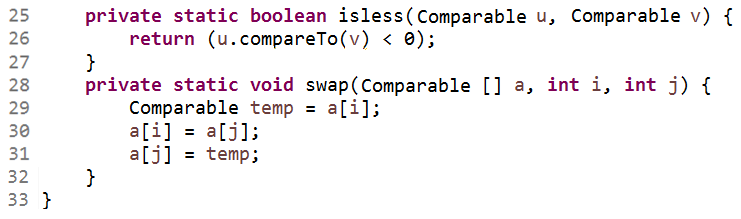 25     private static boolean isless(Comparable u, Comparable v) {
26         return (u.compareTo(v) < 0);
27     }
28     private static void swap(Comparable [] a, int i, int j) {
29         Comparable temp = a[i];
30         a[i] = a[j];
31         a[j] = temp;
32     }
33 }